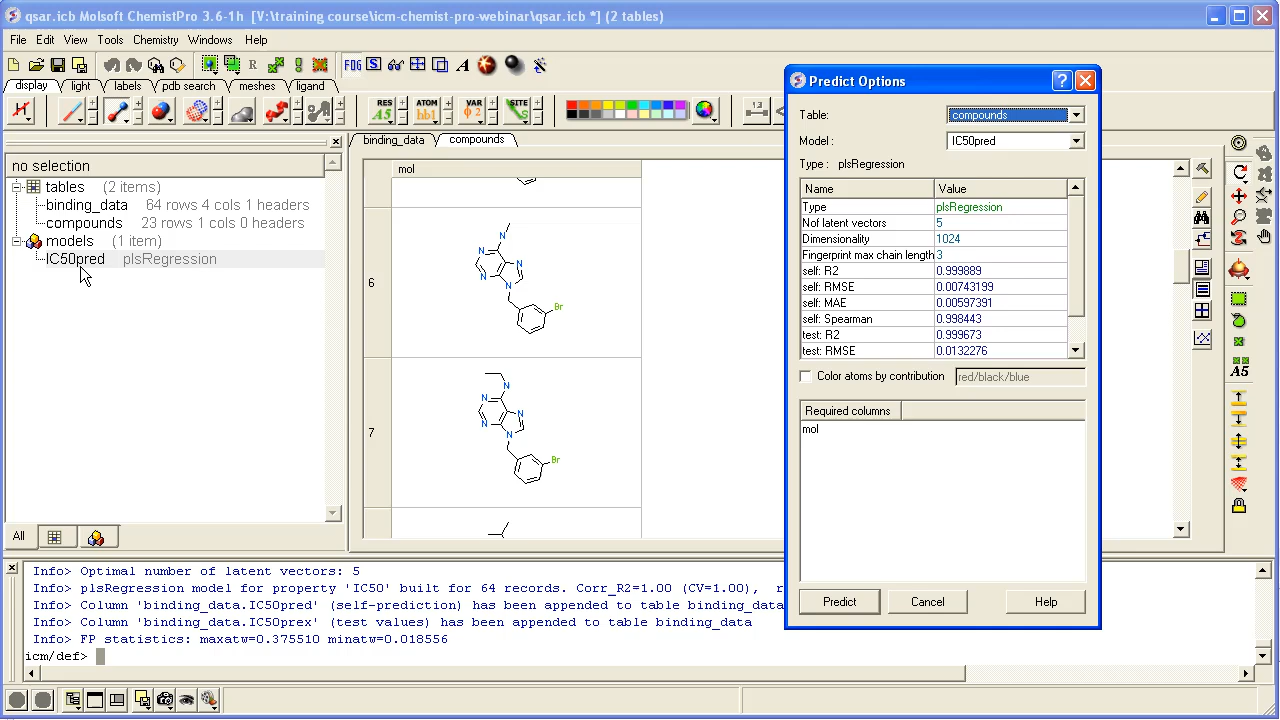 qsar.icb Molsoft ChemistPro 3.6-1h [V:\training course\icm-chemist-pro-webinar\qsar.icb *] (2 tables)
File Edit View Tools Chemistry Windows Help
R FOG S A
display light labels pdb search meshes ligand
RES A5 ATOM hb1 VAR ψ2 SITE
no selection
tables (2 items)
binding_data 64 rows 4 cols 1 headers
compounds 23 rows 1 cols 0 headers
models (1 item)
IC50pred plsRegression
All
binding_data compounds
mol
6
N N N N N Br
7
N N N N N Br
Predict Options
Table: compounds
Model : IC50pred
Type : plsRegression
Name Value
Type plsRegression
Nof latent vectors 5
Dimensionality 1024
Fingerprint max chain length 3
self: R2 0.999889
self: RMSE 0.00743199
self: MAE 0.00597391
self: Spearman 0.998443
test: R2 0.999673
test: RMSE 0.0132276
Color atoms by contribution red/black/blue
Required columns
mol
Predict Cancel Help
A5
Info> Optimal number of latent vectors: 5
Info> plsRegression model for property 'IC50' built for 64 records. Corr_R2=1.00 (CV=1.00), r
Info> Column 'binding_data.IC50pred' (self-prediction) has been appended to table binding_data
Info> Column 'binding_data.IC50prex' (test values) has been appended to table binding_data
Info> FP statistics: maxatw=0.375510 minatw=0.018556
icm/def>